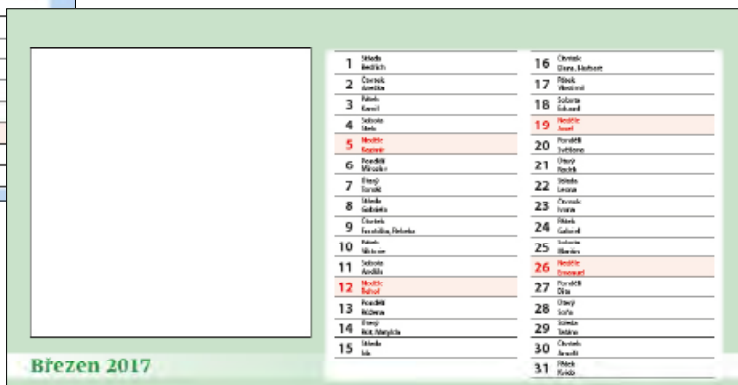 1 Středa
Bedřich
2 Čtvrtek
Anežka
3 Pátek
Kamil
4 Sobota
Stela
5 Neděle
Kazimír
6 Pondělí
Miroslav
7 Úterý
Tomáš
8 Středa
Gabriela
9 Čtvrtek
Františka, Rebeka
10 Pátek
Viktorie
11 Sobota
Anděla
12 Neděle
Řehoř
13 Pondělí
Růžena
14 Úterý
Rút, Matylda
15 Středa
Ida
16 Čtvrtek
Elena, Herbert
17 Pátek
Vlastimil
18 Sobota
Eduard
19 Neděle
Josef
20 Pondělí
Světlana
21 Úterý
Radek
22 Středa
Leona
23 Čtvrtek
Ivona
24 Pátek
Gabriel
25 Sobota
Marián
26 Neděle
Emanuel
27 Pondělí
Dita
28 Úterý
Soňa
29 Středa
Taťána
30 Čtvrtek
Arnošt
31 Pátek
Kvido
Březen 2017